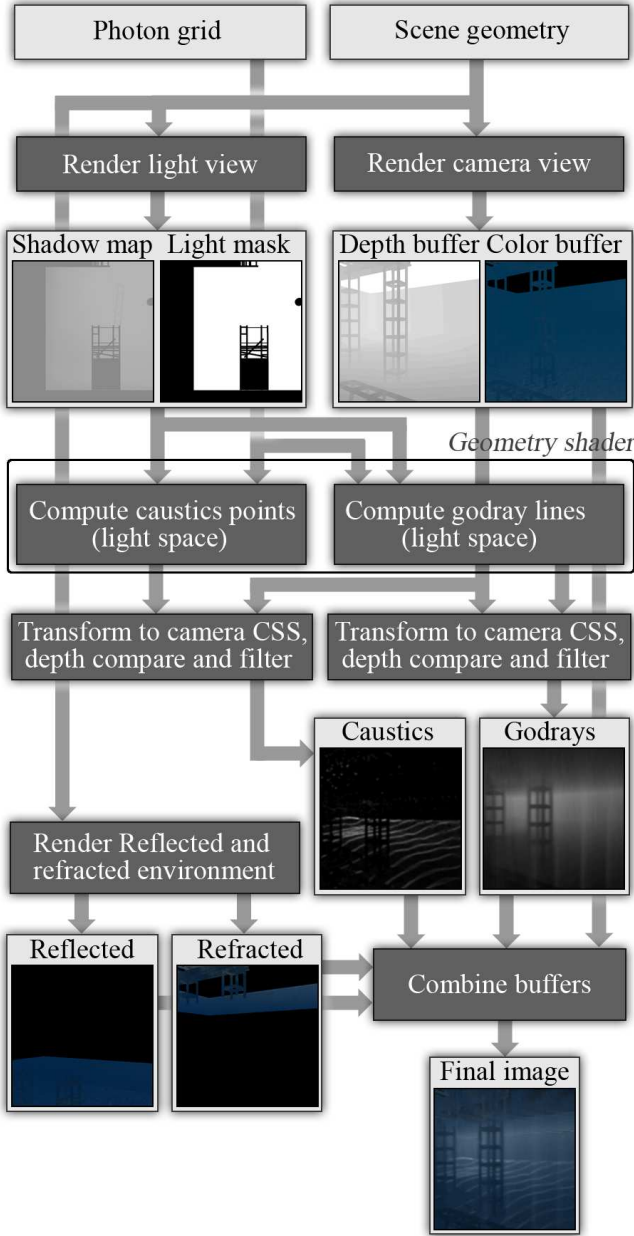 Photon grid
Scene geometry
Render light view
Render camera view
Shadow map
Light mask
Depth buffer
Color buffer
Geometry shader
Compute caustics points
(light space)
Compute godray lines
(light space)
Transform to camera CSS,
depth compare and filter
Transform to camera CSS,
depth compare and filter
Caustics
Godrays
Render Reflected and
refracted environment
Reflected
Refracted
Combine buffers
Final image